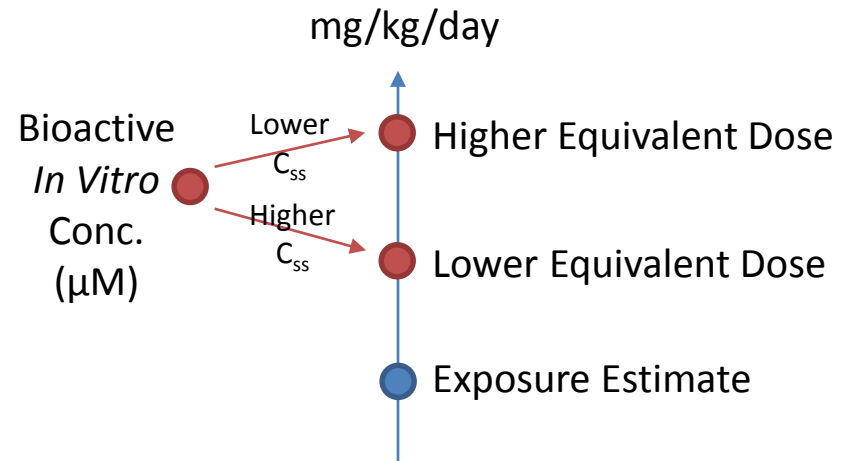 mg/kg/day
Bioactive
In Vitro
Conc.
(µM)
Lower
Css
Higher
Css
Higher Equivalent Dose
Lower Equivalent Dose
Exposure Estimate